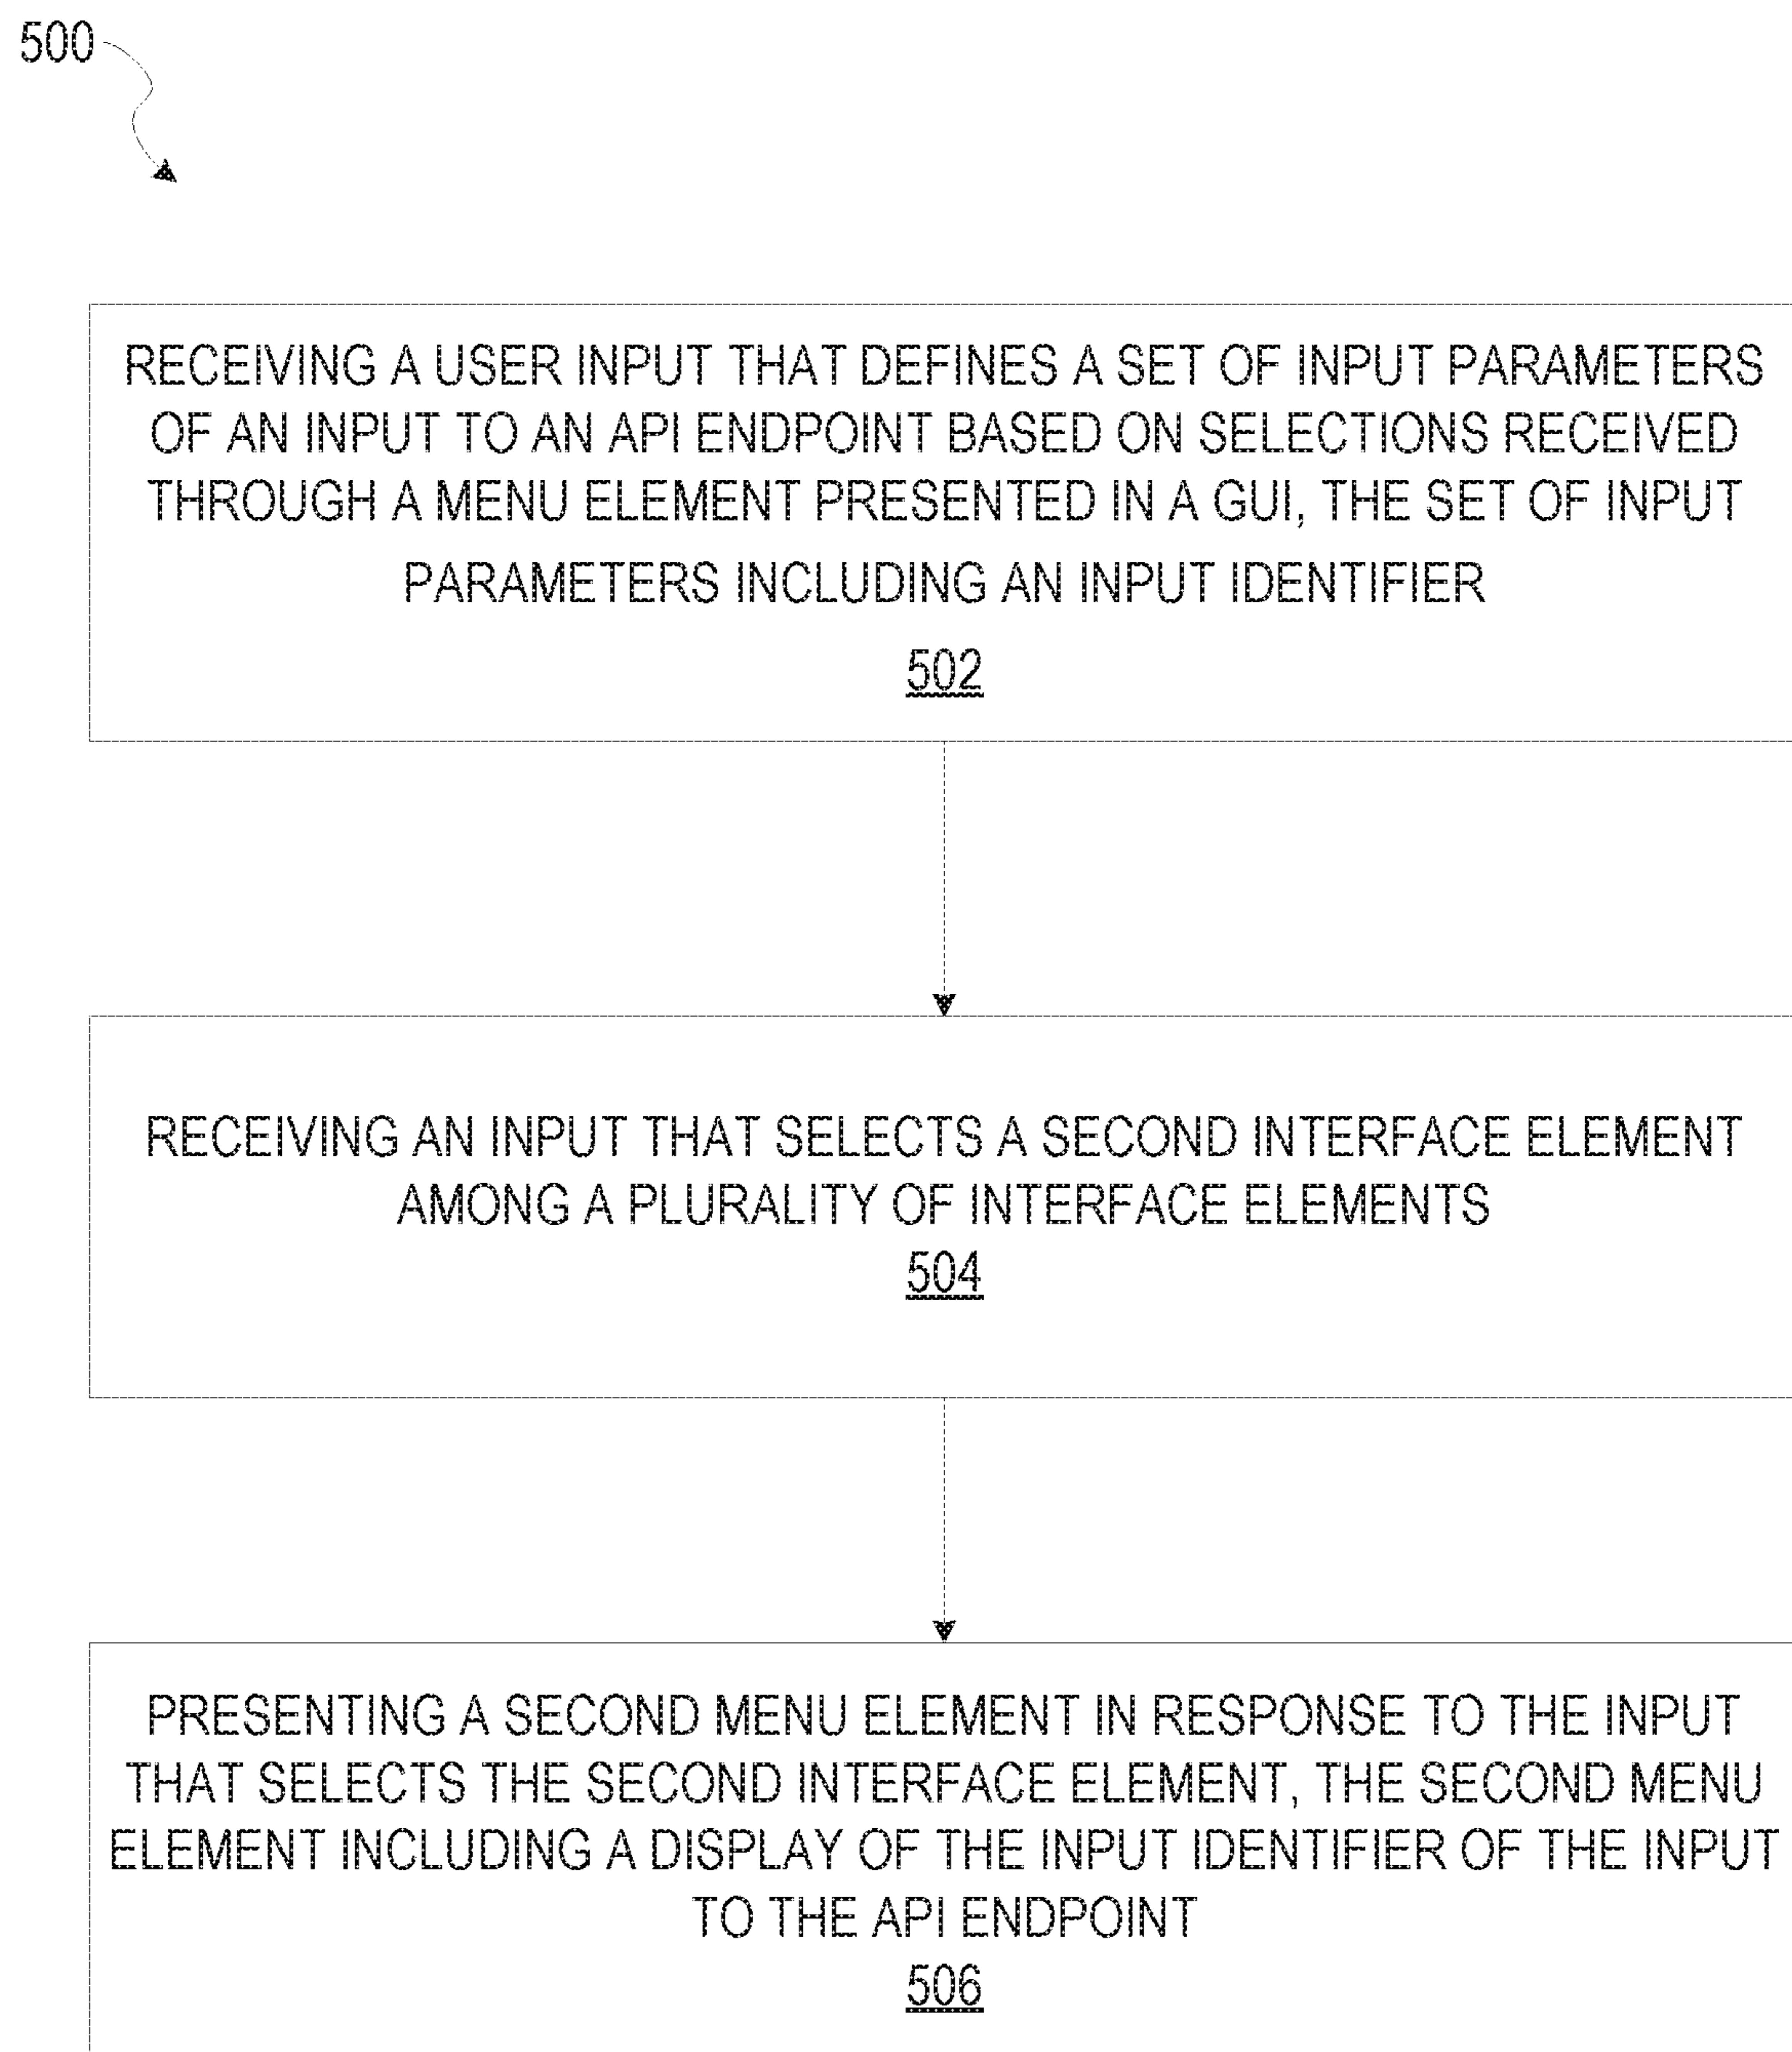 500
RECEIVING A USER INPUT THAT DEFINES A SET OF INPUT PARAMETERS
OF AN INPUT TO AN API ENDPOINT BASED ON SELECTIONS RECEIVED
THROUGH A MENU ELEMENT PRESENTED IN A GUI, THE SET OF INPUT
PARAMETERS INCLUDING AN INPUT IDENTIFIER
502
RECEIVING AN INPUT THAT SELECTS A SECOND INTERFACE ELEMENT
AMONG A PLURALITY OF INTERFACE ELEMENTS
504
PRESENTING A SECOND MENU ELEMENT IN RESPONSE TO THE INPUT
THAT SELECTS THE SECOND INTERFACE ELEMENT, THE SECOND MENU
ELEMENT INCLUDING A DISPLAY OF THE INPUT IDENTIFIER OF THE INPUT
TO THE API ENDPOINT
506